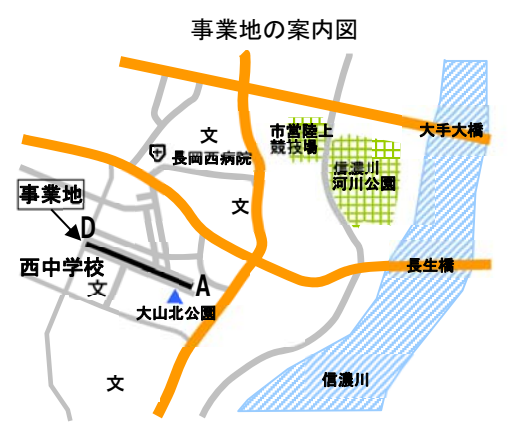 事業地の案内図
市営陸上
競技場
大手大橋
文
長岡西病院
信濃川
河川公園
事業地
文
D
西中学校
長生橋
文
A
大山北公園
文
信濃川